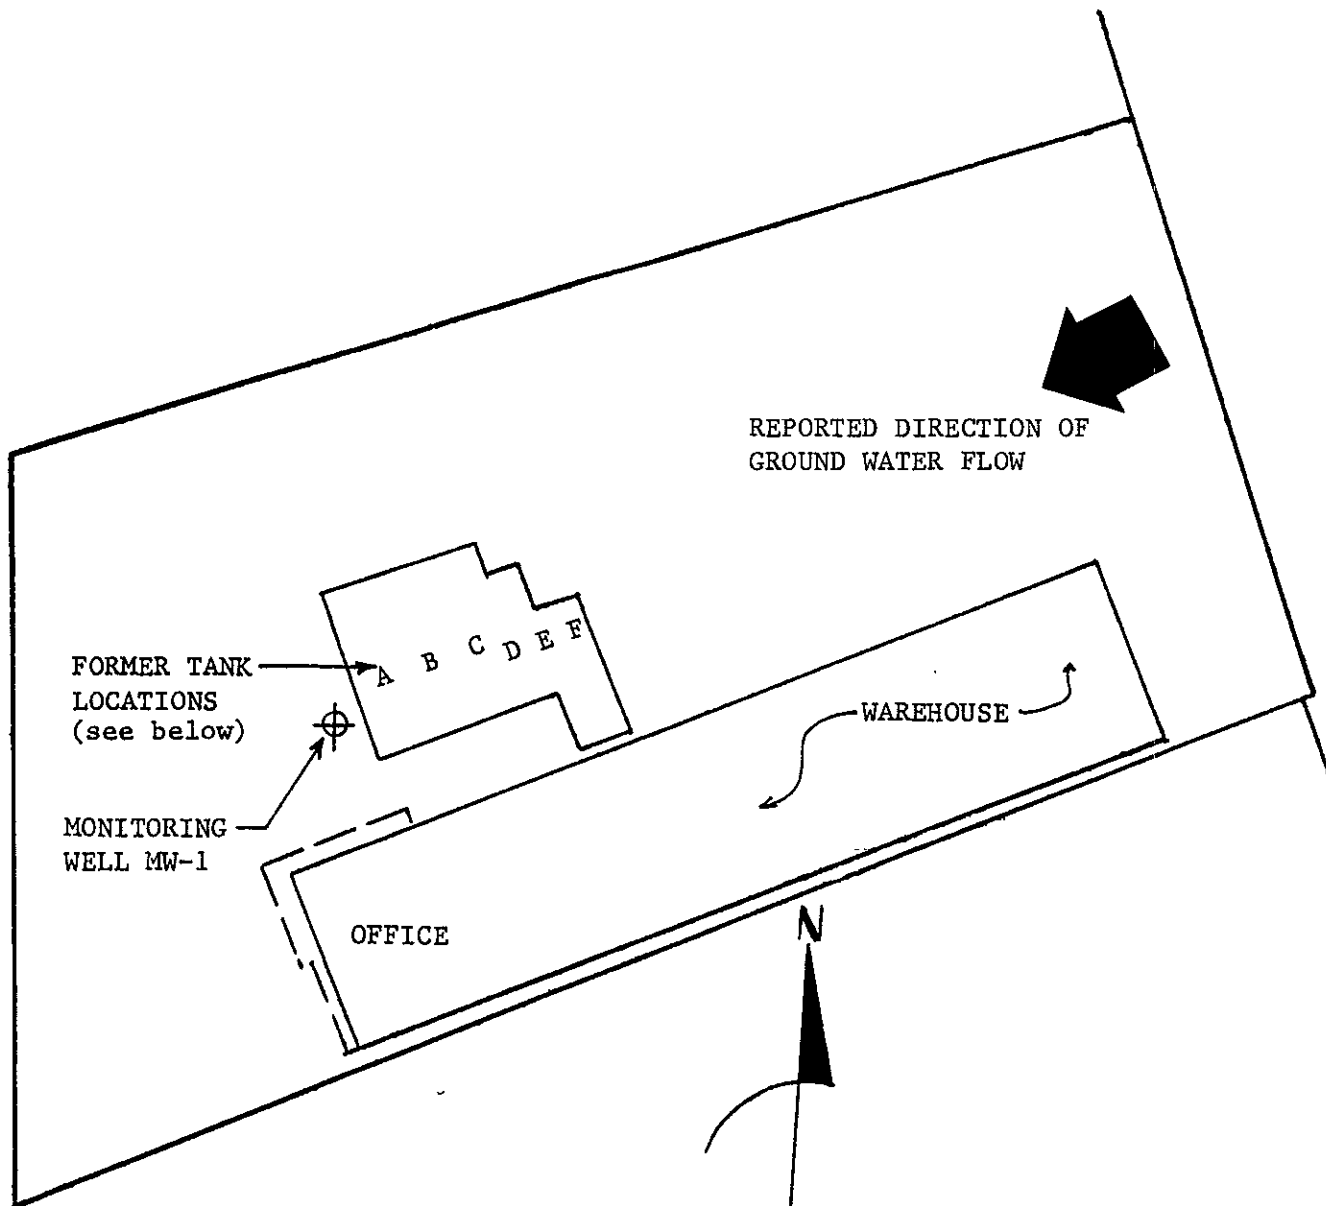 REPORTED DIRECTION OF
GROUND WATER FLOW
A B C D E F
FORMER TANK
LOCATIONS
(see below)
WAREHOUSE
MONITORING
WELL MW-1
OFFICE
N